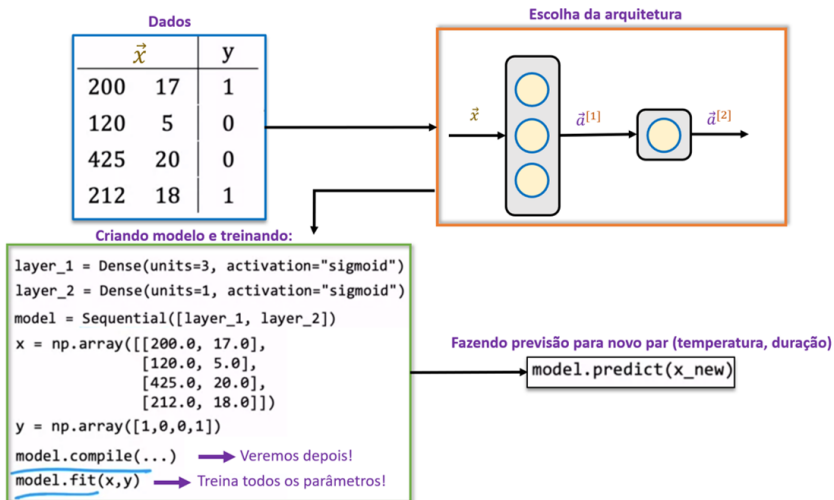 Dados
x⃗ y
200 17 1
120 5 0
425 20 0
212 18 1
Escolha da arquitetura
x⃗
a⃗[1]
a⃗[2]
Criando modelo e treinando:
layer_1 = Dense(units=3, activation="sigmoid")
layer_2 = Dense(units=1, activation="sigmoid")
model = Sequential([layer_1, layer_2])
x = np.array([[200.0, 17.0],
[120.0, 5.0],
[425.0, 20.0],
[212.0, 18.0]])
y = np.array([1,0,0,1])
model.compile(...) Veremos depois!
model.fit(x,y) Treina todos os parâmetros!
Fazendo previsão para novo par (temperatura, duração)
model.predict(x_new)